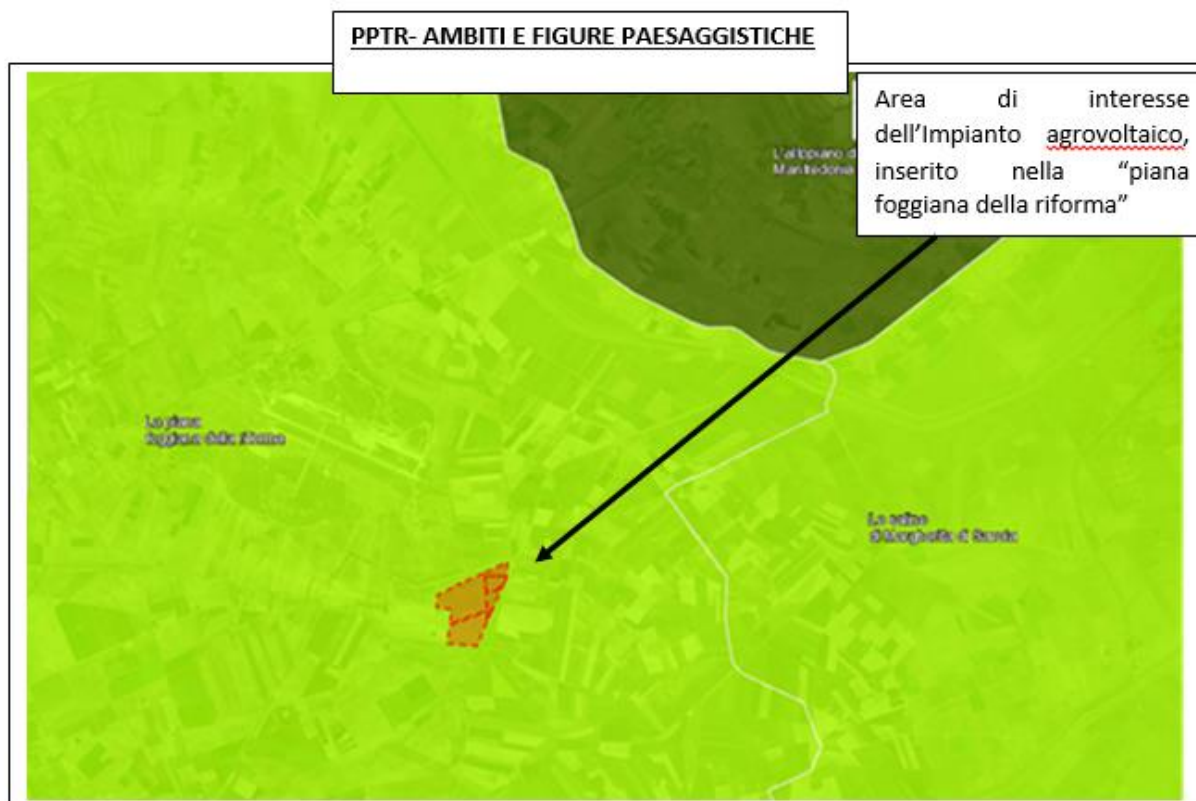 PPTR- AMBITI E FIGURE PAESAGGISTICHE
Area di interesse
dell'Impianto agrovoltaico,
inserito nella "piana
foggiana della riforma"
L'altopiano di
Manfredonia
La piana
foggiana della riforma
Le saline
di Margherita di Savoia